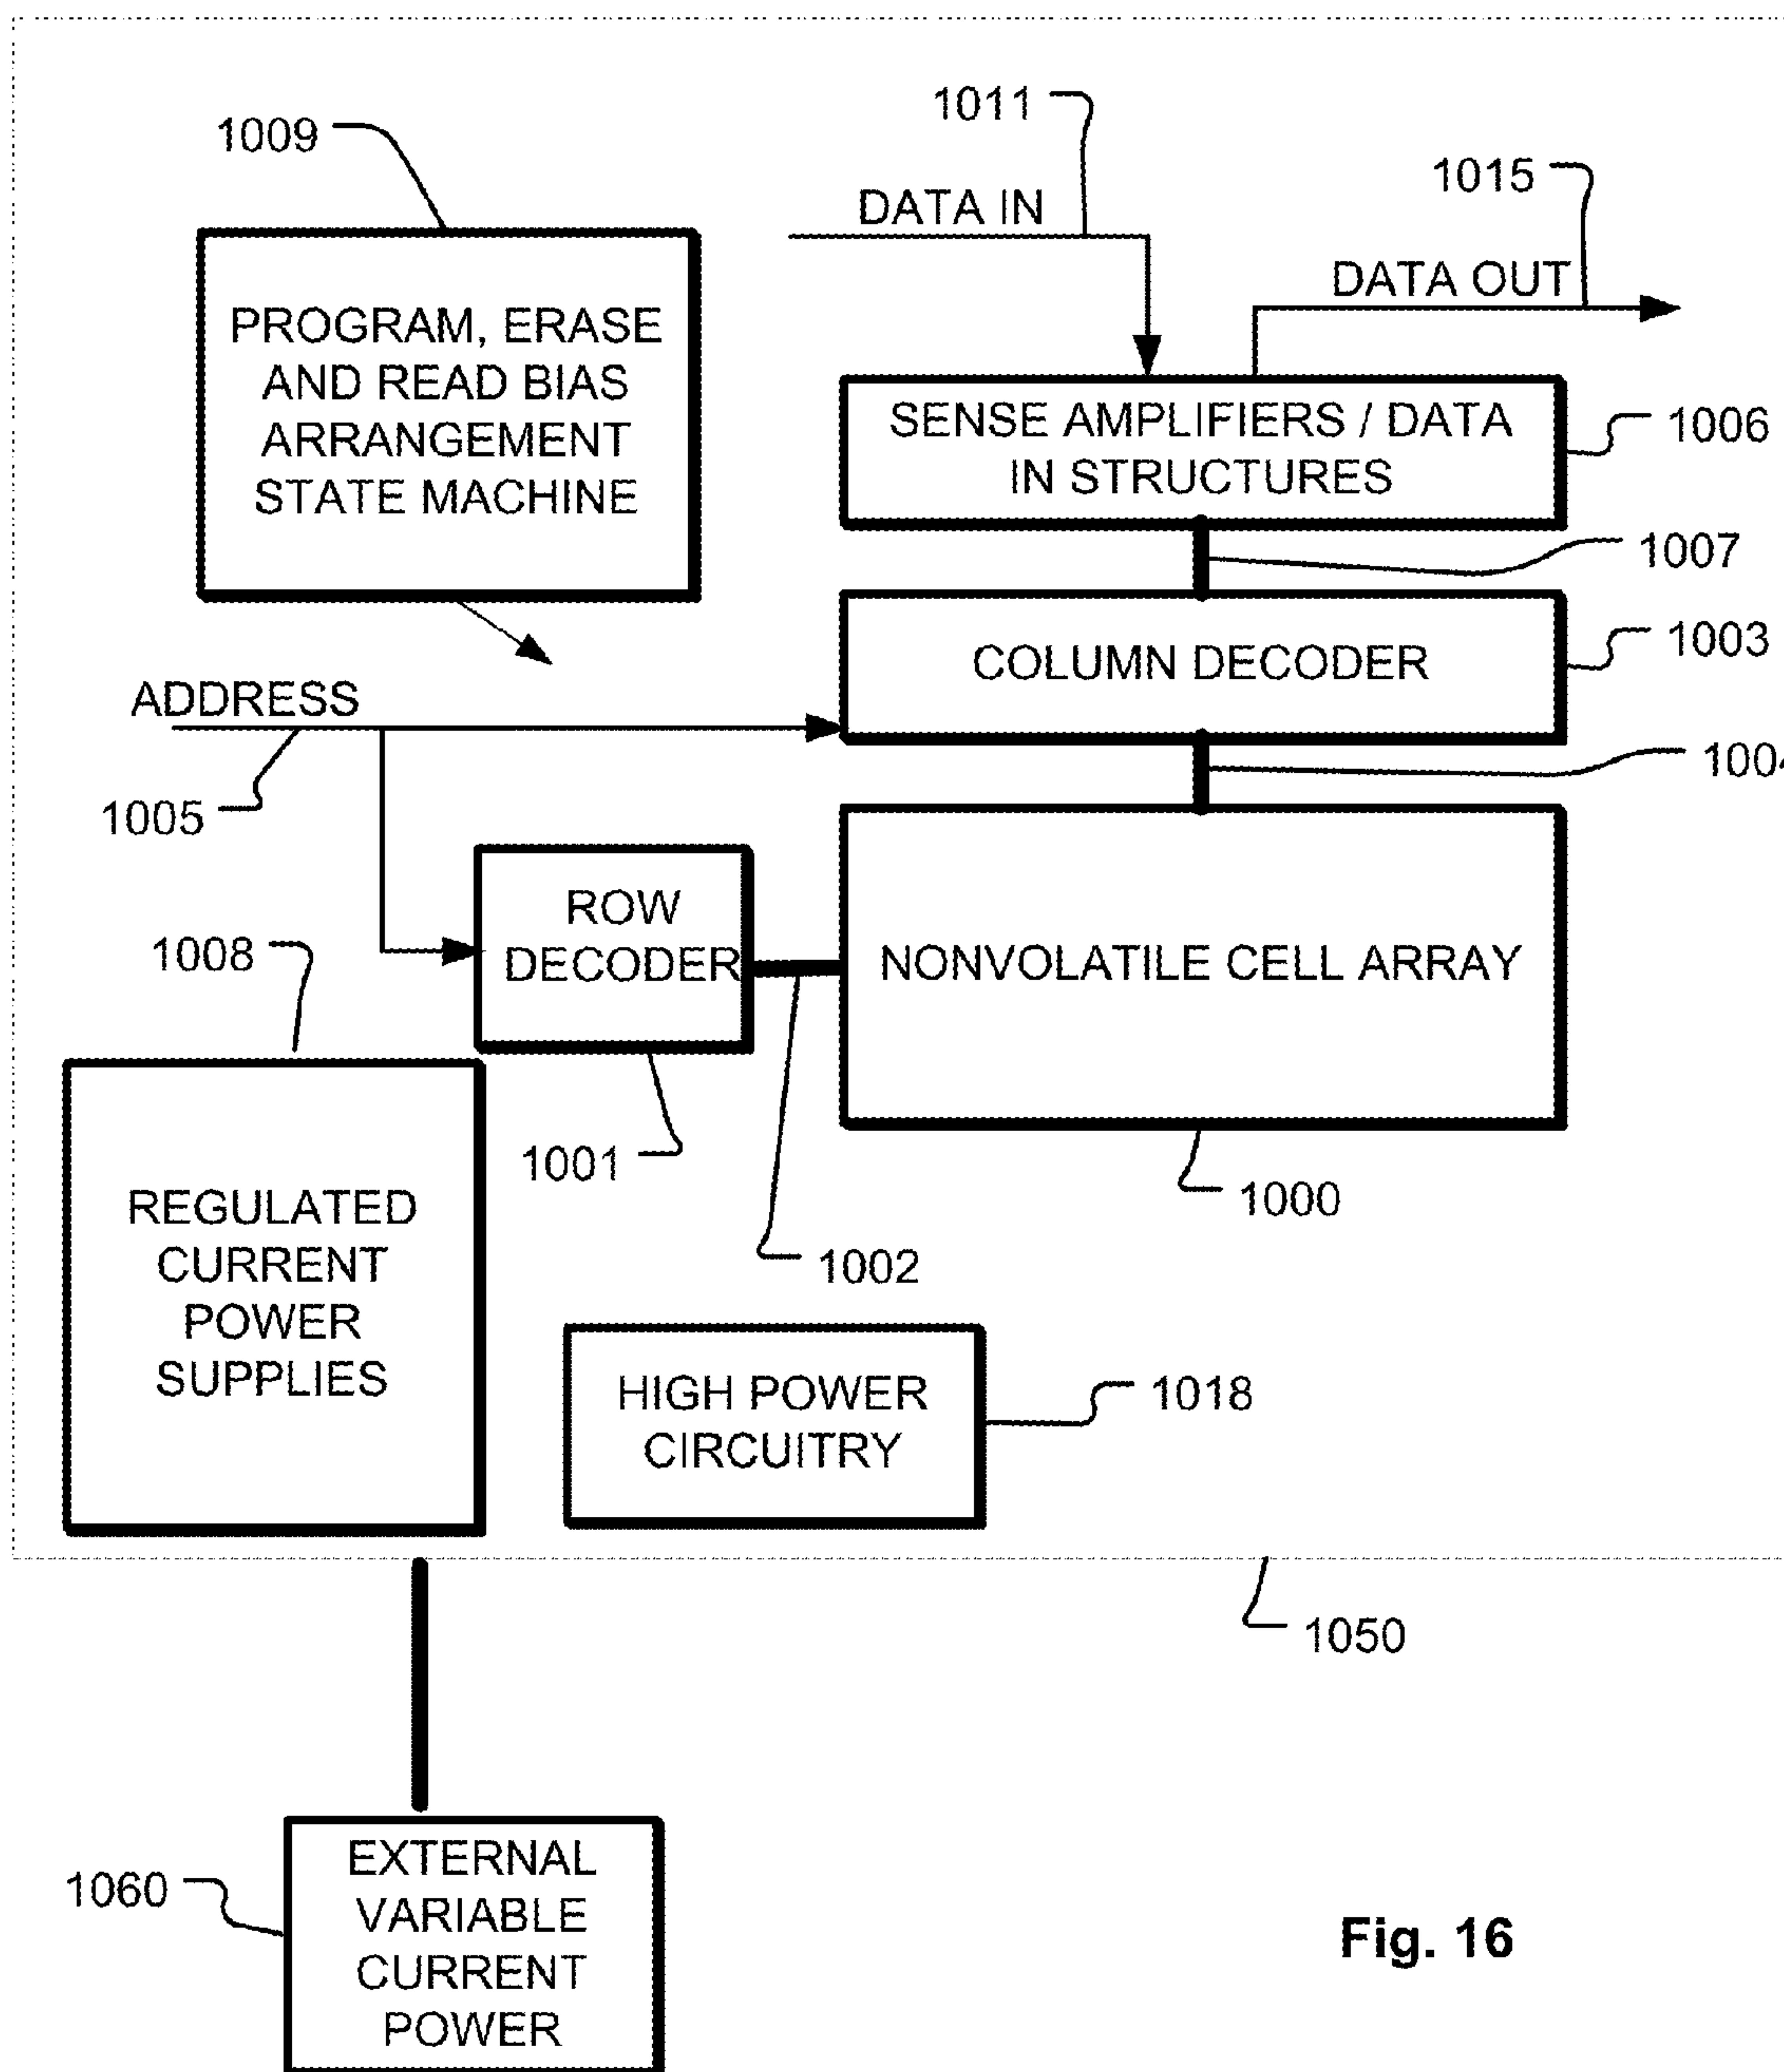 1011
1009
1015
DATA IN
DATA OUT
PROGRAM, ERASE
AND READ BIAS
ARRANGEMENT
STATE MACHINE
SENSE AMPLIFIERS / DATA
IN STRUCTURES
1006
1007
COLUMN DECODER
1003
ADDRESS
1004
1005
ROW
DECODER
NONVOLATILE CELL ARRAY
1008
1001
1000
REGULATED
CURRENT
POWER
SUPPLIES
1002
HIGH POWER
CIRCUITRY
1018
1050
EXTERNAL
VARIABLE
CURRENT
POWER
1060
Fig. 16